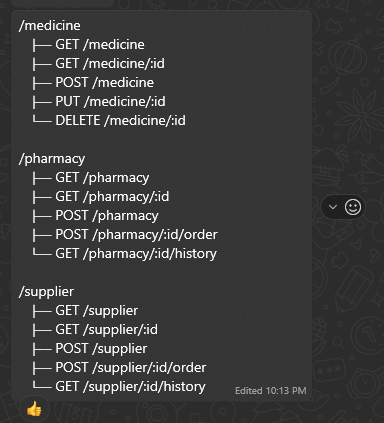 /medicine
├── GET /medicine
├── GET /medicine/:id
├── POST /medicine
├── PUT /medicine/:id
└── DELETE /medicine/:id
/pharmacy
├── GET /pharmacy
├── GET /pharmacy/:id
├── POST /pharmacy
├── POST /pharmacy/:id/order
└── GET /pharmacy/:id/history
/supplier
├── GET /supplier
├── GET /supplier/:id
├── POST /supplier
├── POST /supplier/:id/order
└── GET /supplier/:id/history
Edited 10:13 PM